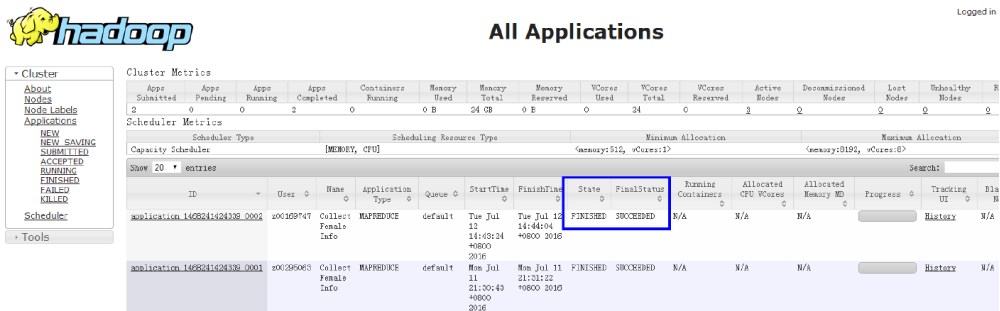 Logged in
hadoop
All Applications
Cluster
About
Nodes
Node Labels
Applications
NEW
NEW_SAVING
SUBMITTED
ACCEPTED
RUNNING
FINISHED
FAILED
KILLED
Scheduler
Tools
Cluster Metrics
Apps Submitted Apps Pending Apps Running Apps Completed Containers Running Memory Used Memory Total Memory Reserved VCores Used VCores Total VCores Reserved Active Nodes Decommissioned Nodes Lost Nodes Unhealthy Nodes R
2 0 0 2 0 0 B 24 GB 0 B 0 24 0 3 0 0 0
Scheduler Metrics
Scheduler Type Scheduling Resource Type Minimum Allocation Maximum Allocation
Capacity Scheduler [MEMORY, CPU] <memory:512, vCores:1> <memory:8192, vCores:8>
Show 20 entries Search:
ID User Name Application Type Queue StartTime FinishTime State FinalStatus Running Containers Allocated CPU VCores Allocated Memory MB Progress Tracking UI Bla
application_1468241424339_0002 z00169747 Collect Female Info MAPREDUCE default Tue Jul 12 14:43:24 +0800 2016 Tue Jul 12 14:44:04 +0800 2016 FINISHED SUCCEEDED N/A N/A N/A History
application_1468241424339_0001 z00295063 Collect Female Info MAPREDUCE default Mon Jul 11 21:30:43 +0800 2016 Mon Jul 11 21:31:22 +0800 2016 FINISHED SUCCEEDED N/A N/A N/A History